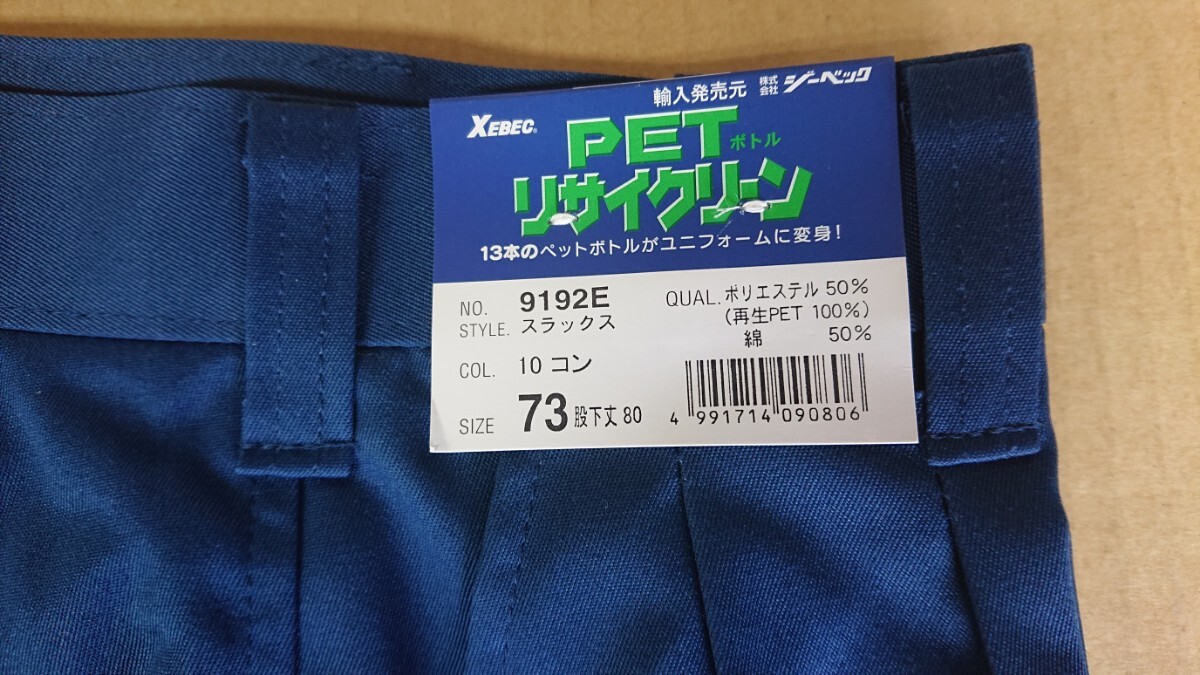 輸入発売元 株式会社 ジーベック
XEBEC®
PETボトル
リサイクリーン
13本のペットボトルがユニフォームに変身!
NO. 9192E
STYLE. スラックス
COL. 10 コン
SIZE 73 股下丈 80
QUAL. ポリエステル 50%
(再生PET 100%)
綿 50%
4 991714 090806